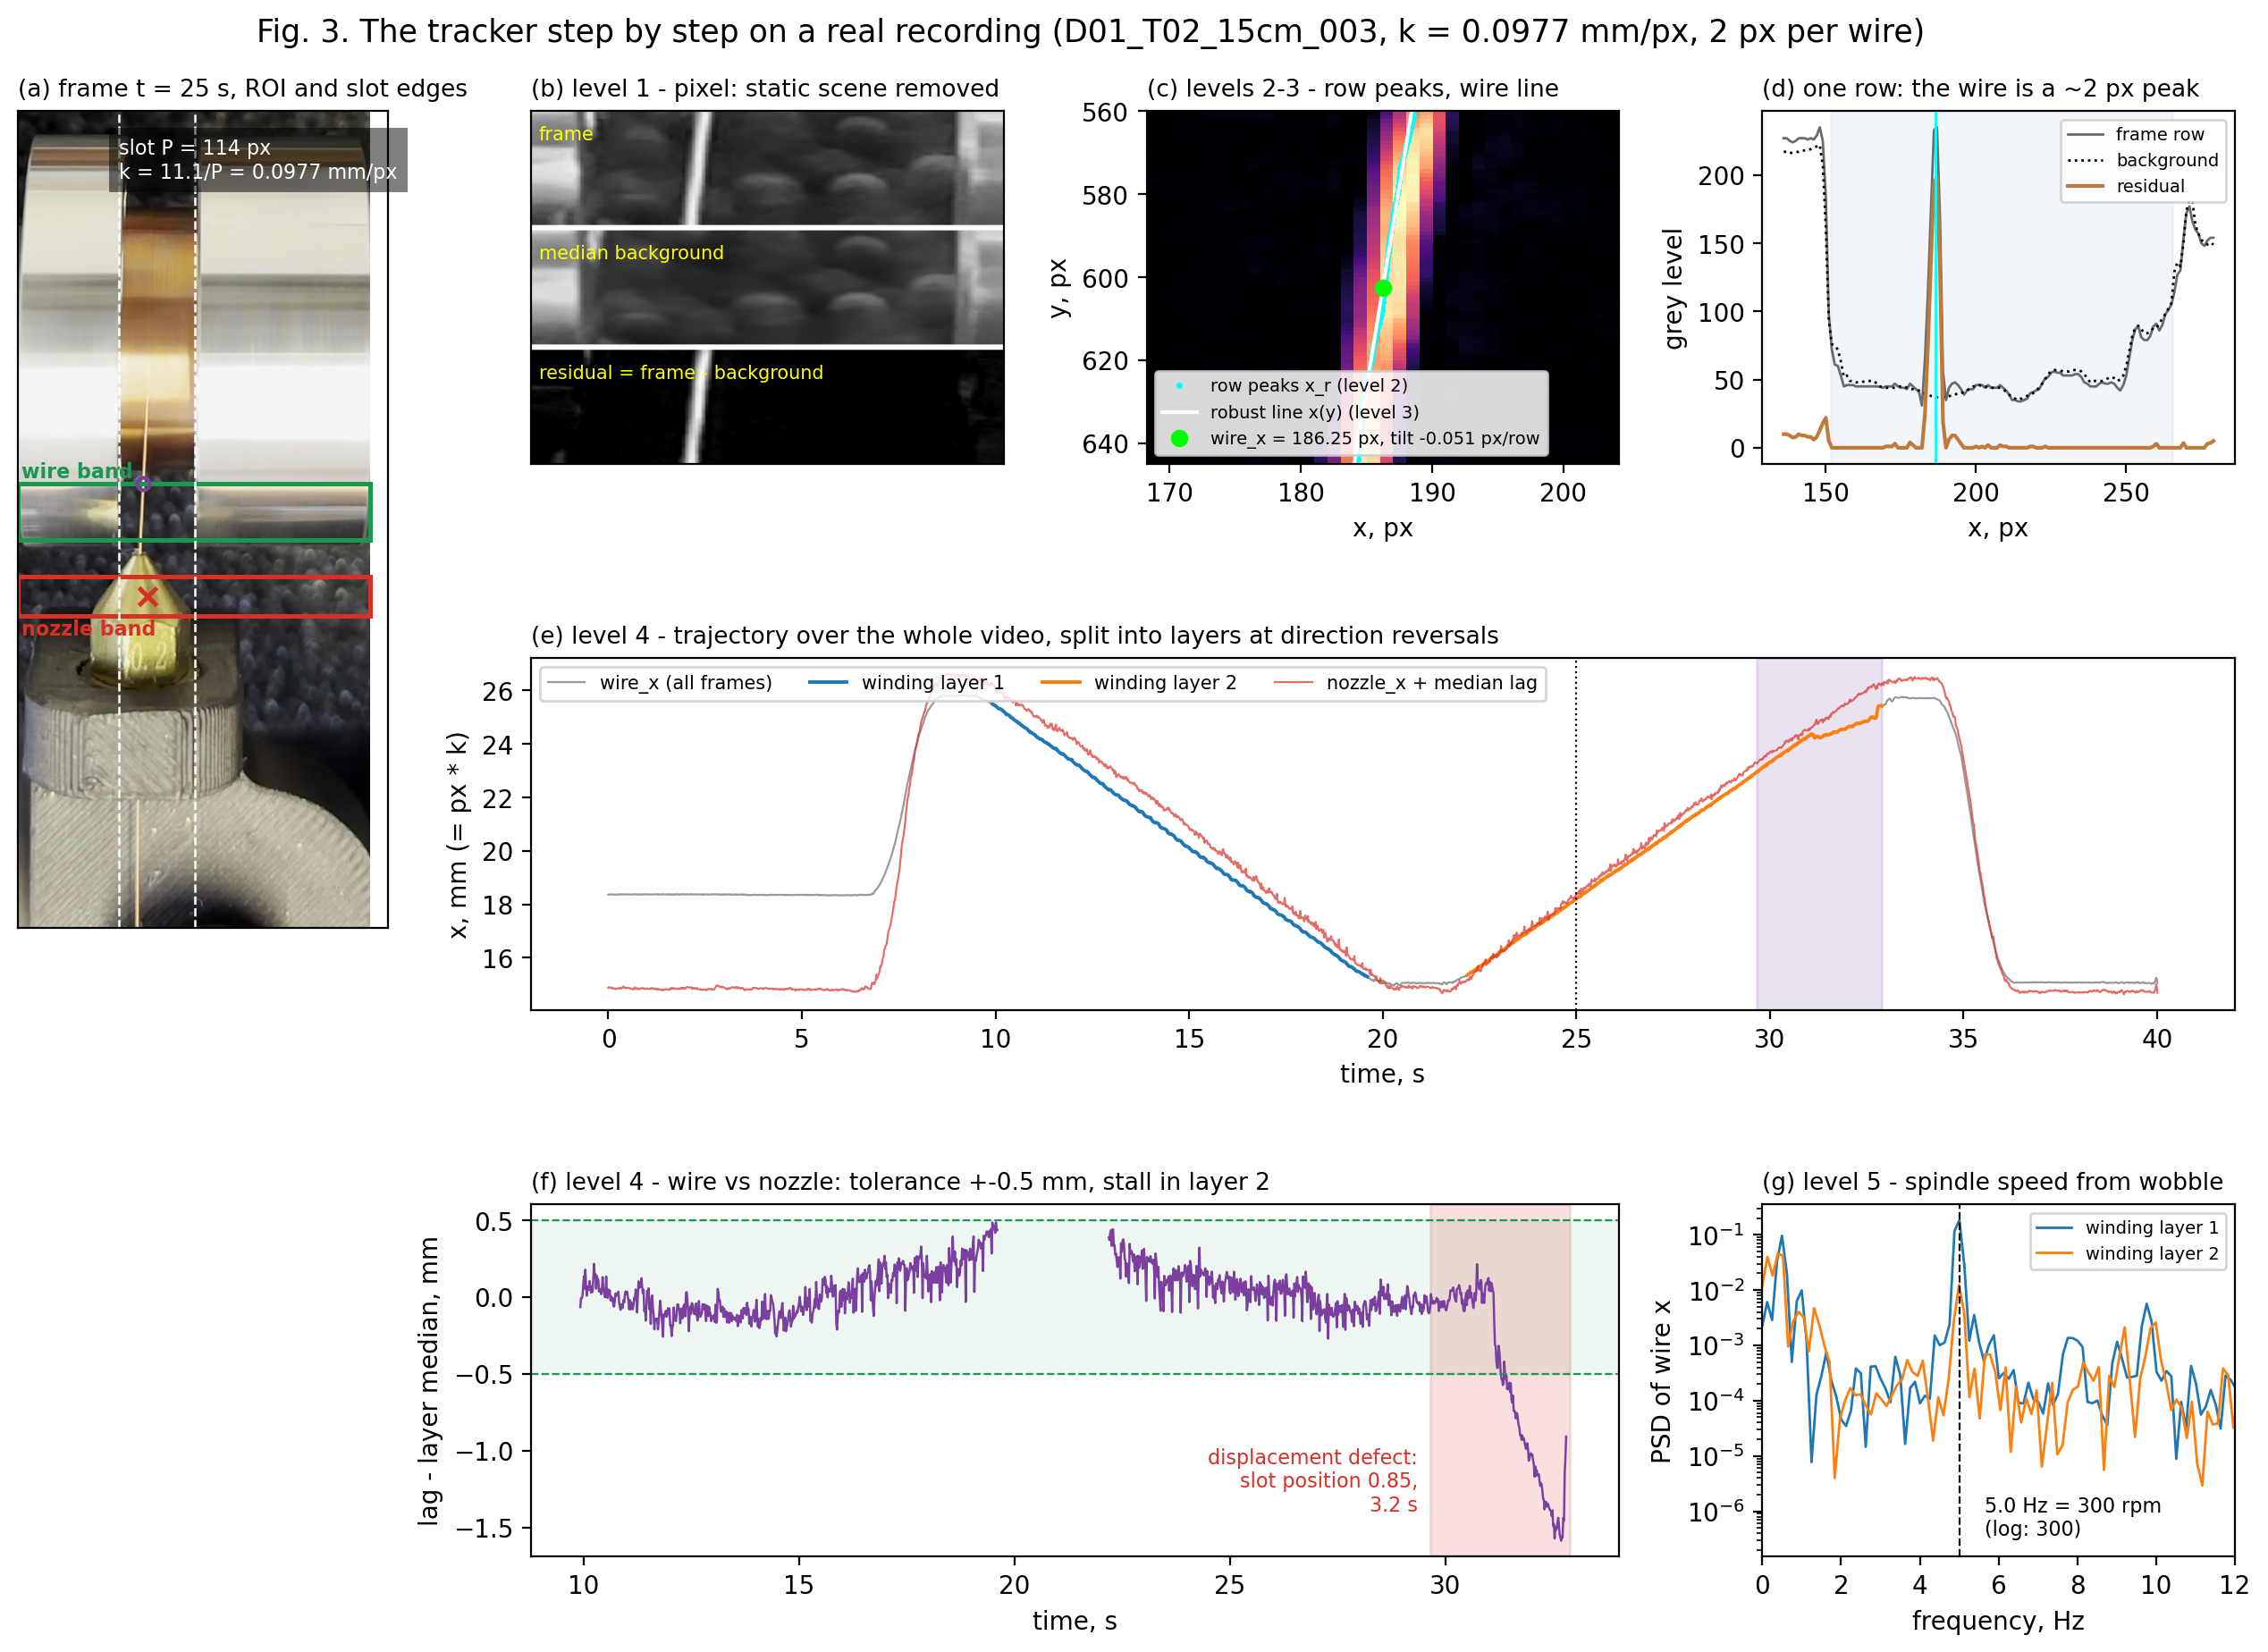 Fig. 3. The tracker step by step on a real recording (D01_T02_15cm_003, k = 0.0977 mm/px, 2 px per wire)
(a) frame t = 25 s, ROI and slot edges
slot P = 114 px
k = 11.1/P = 0.0977 mm/px
wire band
nozzle band
0.2
(b) level 1 - pixel: static scene removed
frame
median background
residual = frame - background
(c) levels 2-3 - row peaks, wire line
560
580
600
620
640
y, px
row peaks x_r (level 2)
robust line x(y) (level 3)
wire_x = 186.25 px, tilt -0.051 px/row
170 180 190 200
x, px
(d) one row: the wire is a ~2 px peak
frame row
background
residual
200
150
100
50
0
grey level
150 200 250
x, px
(e) level 4 - trajectory over the whole video, split into layers at direction reversals
wire_x (all frames) winding layer 1 winding layer 2 nozzle_x + median lag
26
24
22
20
18
16
x, mm (= px * k)
0 5 10 15 20 25 30 35 40
time, s
(f) level 4 - wire vs nozzle: tolerance +-0.5 mm, stall in layer 2
0.5
0.0
−0.5
−1.0
−1.5
lag - layer median, mm
displacement defect:
slot position 0.85,
3.2 s
10 15 20 25 30
time, s
(g) level 5 - spindle speed from wobble
winding layer 1
winding layer 2
10⁻¹
10⁻²
10⁻³
10⁻⁴
10⁻⁵
10⁻⁶
PSD of wire x
5.0 Hz = 300 rpm
(log: 300)
0 2 4 6 8 10 12
frequency, Hz